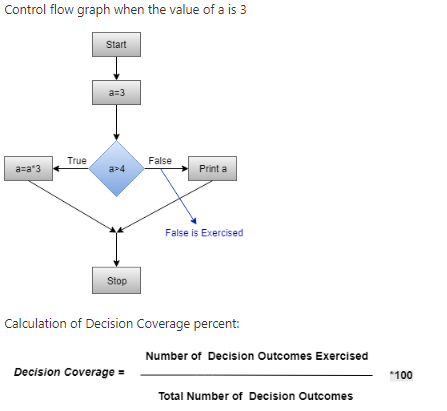 Control flow graph when the value of a is 3
Start
a=3
True
False
a=a*3
a>4
Print a
False is Exercised
Stop
Calculation of Decision Coverage percent:
Number of Decision Outcomes Exercised
Decision Coverage =
*100
Total Number of Decision Outcomes